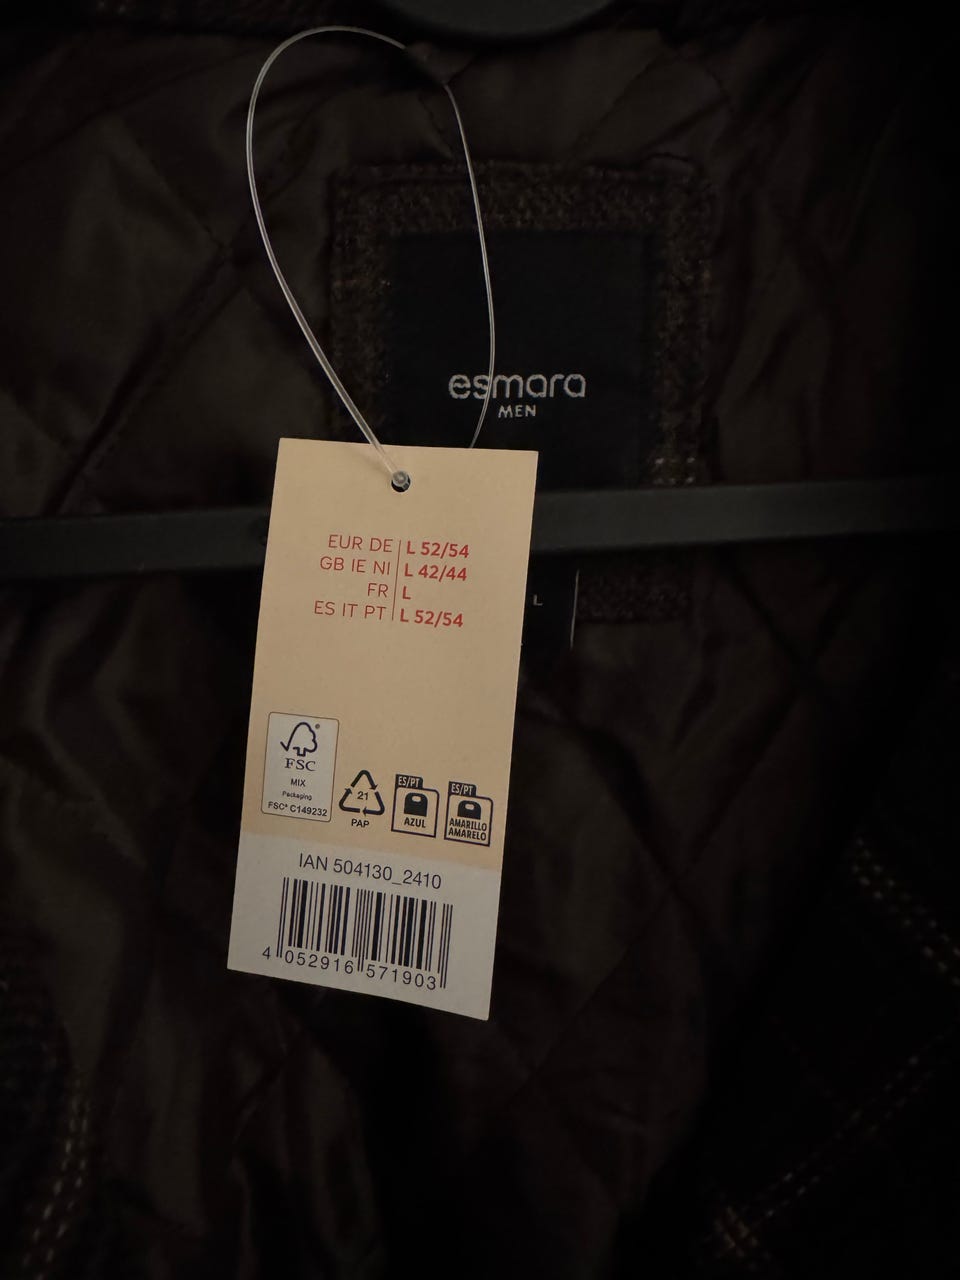 esmara
MEN
EUR DE L 52/54
GB IE NI L 42/44
FR L
ES IT PT L 52/54
L
FSC®
MIX
Packaging
FSC® C149232
21
PAP
ES/PT
AZUL
ES/PT
AMARILLO
AMARELO
IAN 504130_2410
4 052916 571903